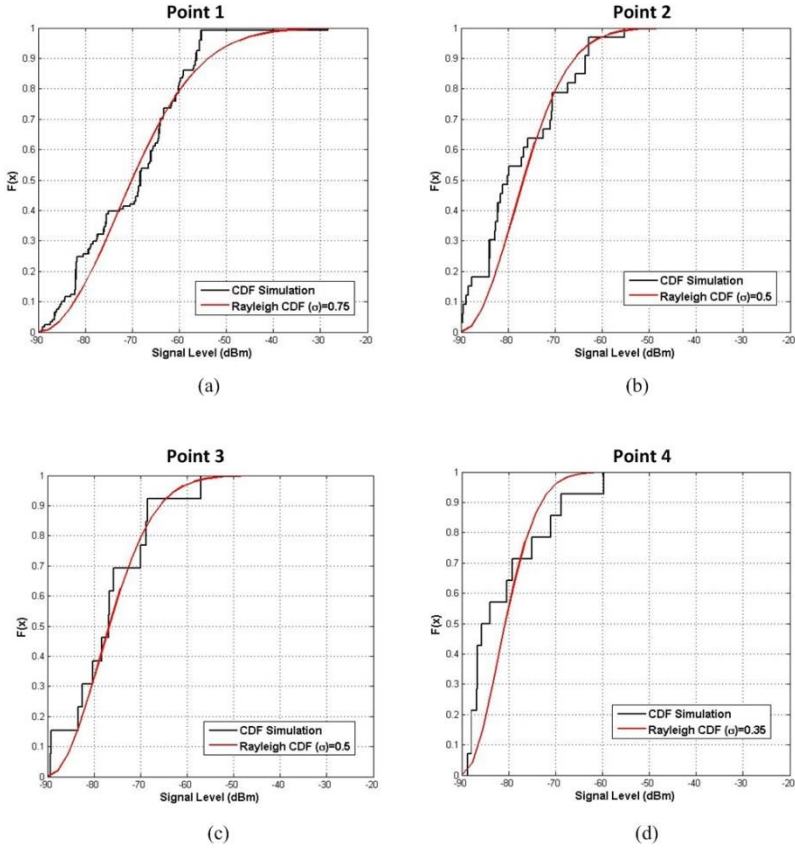 Point 1
1
0.9
0.8
0.7
0.6
0.5
0.4
0.3
0.2
0.1
0
F(x)
CDF Simulation
Rayleigh CDF (α)=0.75
-90 -80 -70 -60 -50 -40 -30 -20
Signal Level (dBm)
(a)
Point 2
1
0.9
0.8
0.7
0.6
0.5
0.4
0.3
0.2
0.1
0
F(x)
CDF Simulation
Rayleigh CDF (α)=0.5
-90 -80 -70 -60 -50 -40 -30 -20
Signal Level (dBm)
(b)
Point 3
1
0.9
0.8
0.7
0.6
0.5
0.4
0.3
0.2
0.1
0
F(x)
CDF Simulation
Rayleigh CDF (α)=0.5
-90 -80 -70 -60 -50 -40 -30 -20
Signal Level (dBm)
(c)
Point 4
1
0.9
0.8
0.7
0.6
0.5
0.4
0.3
0.2
0.1
0
F(x)
CDF Simulation
Rayleigh CDF (α)=0.35
-90 -80 -70 -60 -50 -40 -30 -20
Signal Level (dBm)
(d)